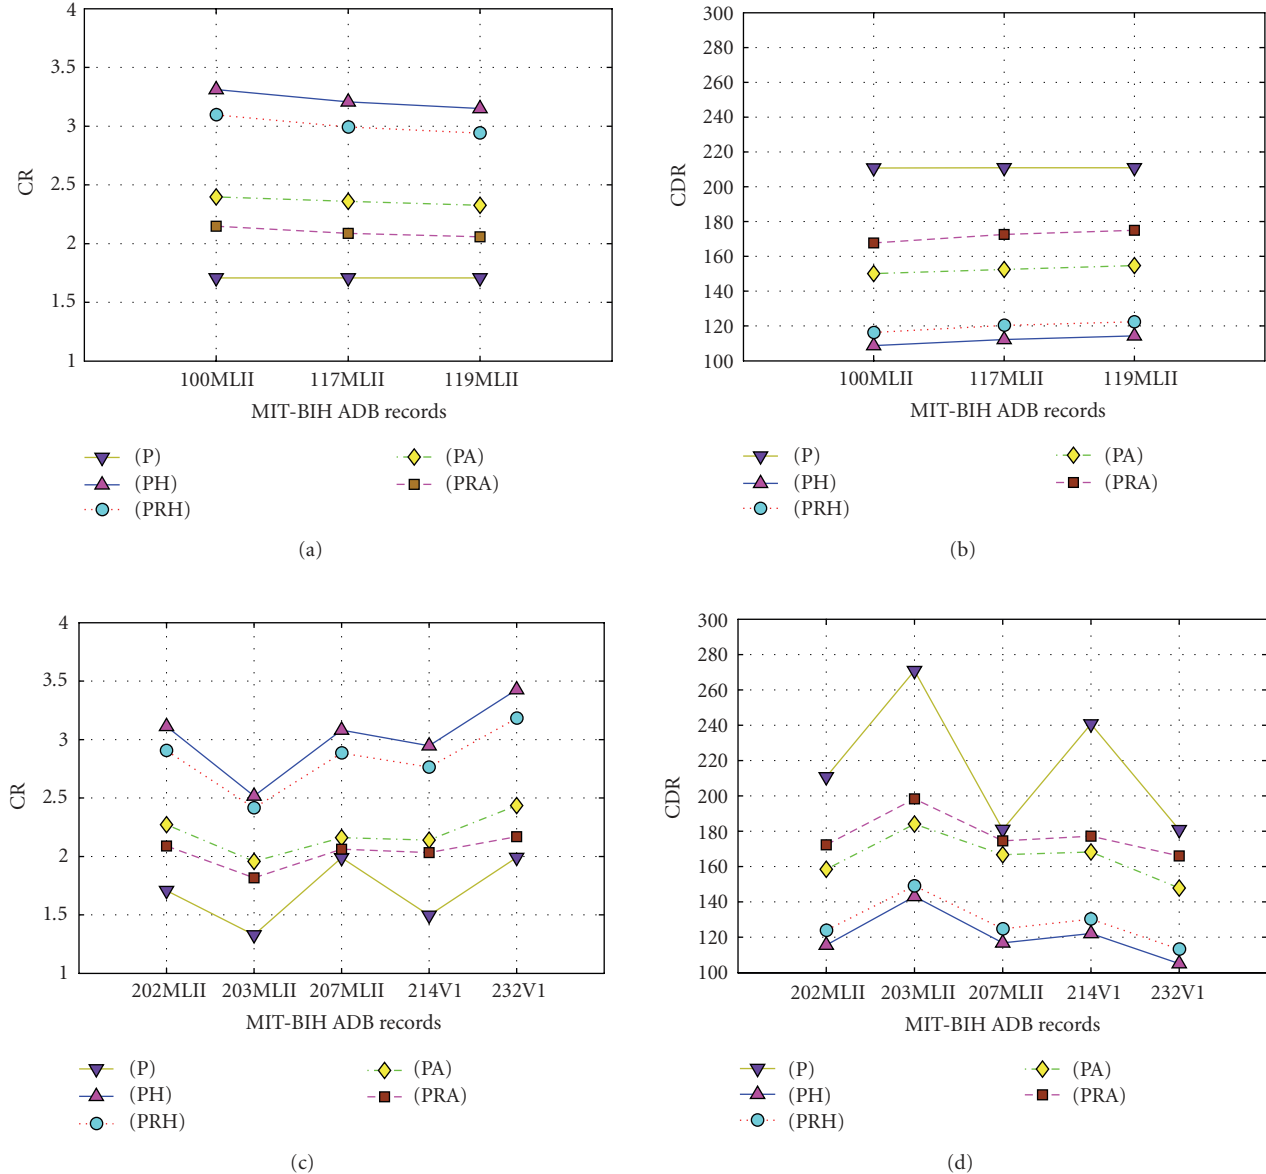 4
3.5
3
2.5
2
1.5
1
CR
100MLII 117MLII 119MLII
MIT-BIH ADB records
(P)
(PH)
(PRH)
(PA)
(PRA)
(a)
300
280
260
240
220
200
180
160
140
120
100
CDR
100MLII 117MLII 119MLII
MIT-BIH ADB records
(P)
(PH)
(PRH)
(PA)
(PRA)
(b)
4
3.5
3
2.5
2
1.5
1
CR
202MLII 203MLII 207MLII 214V1 232V1
MIT-BIH ADB records
(P)
(PH)
(PRH)
(PA)
(PRA)
(c)
300
280
260
240
220
200
180
160
140
120
100
CDR
202MLII 203MLII 207MLII 214V1 232V1
MIT-BIH ADB records
(P)
(PH)
(PRH)
(PA)
(PRA)
(d)